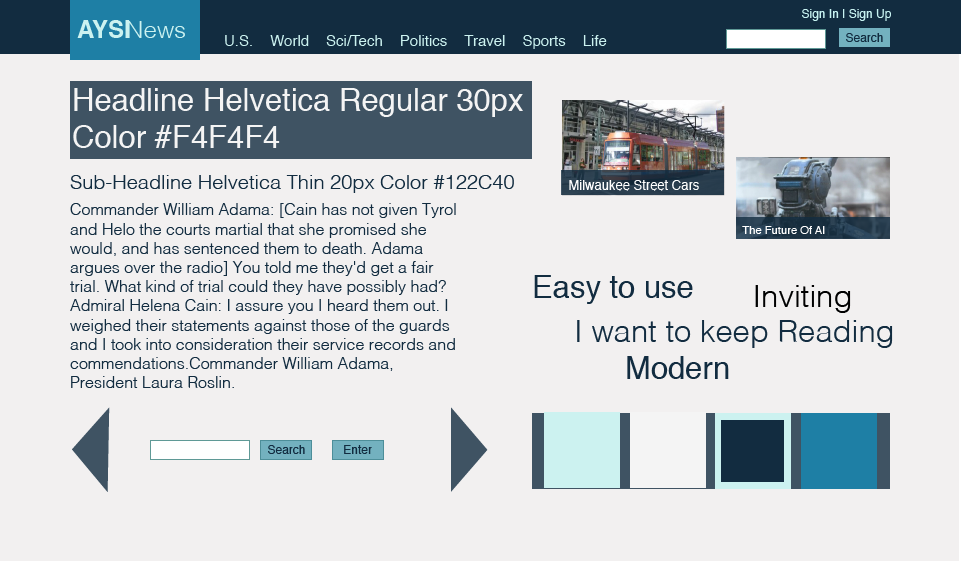 AYSINews
U.S. World Sci/Tech Politics Travel Sports Life
Sign In I Sign Up
Search
Headline Helvetica Regular 30px
Color #F4F4F4
Sub-Headline Helvetica Thin 20px Color #122C40
Commander William Adama: [Cain has not given Tyrol
and Helo the courts martial that she promised she
would, and has sentenced them to death. Adama
argues over the radio] You told me they'd get a fair
trial. What kind of trial could they have possibly had?
Admiral Helena Cain: I assure you I heard them out. I
weighed their statements against those of the guards
and I took into consideration their service records and
commendations.Commander William Adama,
President Laura Roslin.
Search
Enter
Milwaukee Street Cars
The Future Of AI
Easy to use
Inviting
I want to keep Reading
Modern